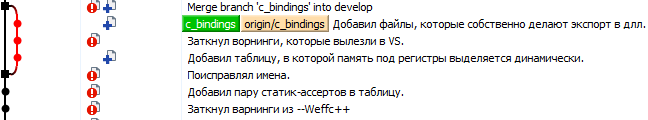 Merge branch 'c_bindings' into develop
c_bindings origin/c_bindings Добавил файлы, которые собственно делают экспорт в длл.
Заткнул ворнинги, которые вылезли в VS.
Добавил таблицу, в которой память под регистры выделяется динамически.
Поисправлял имена.
Добавил пару статик-ассертов в таблицу.
Заткнул варнинги из --Weffc++